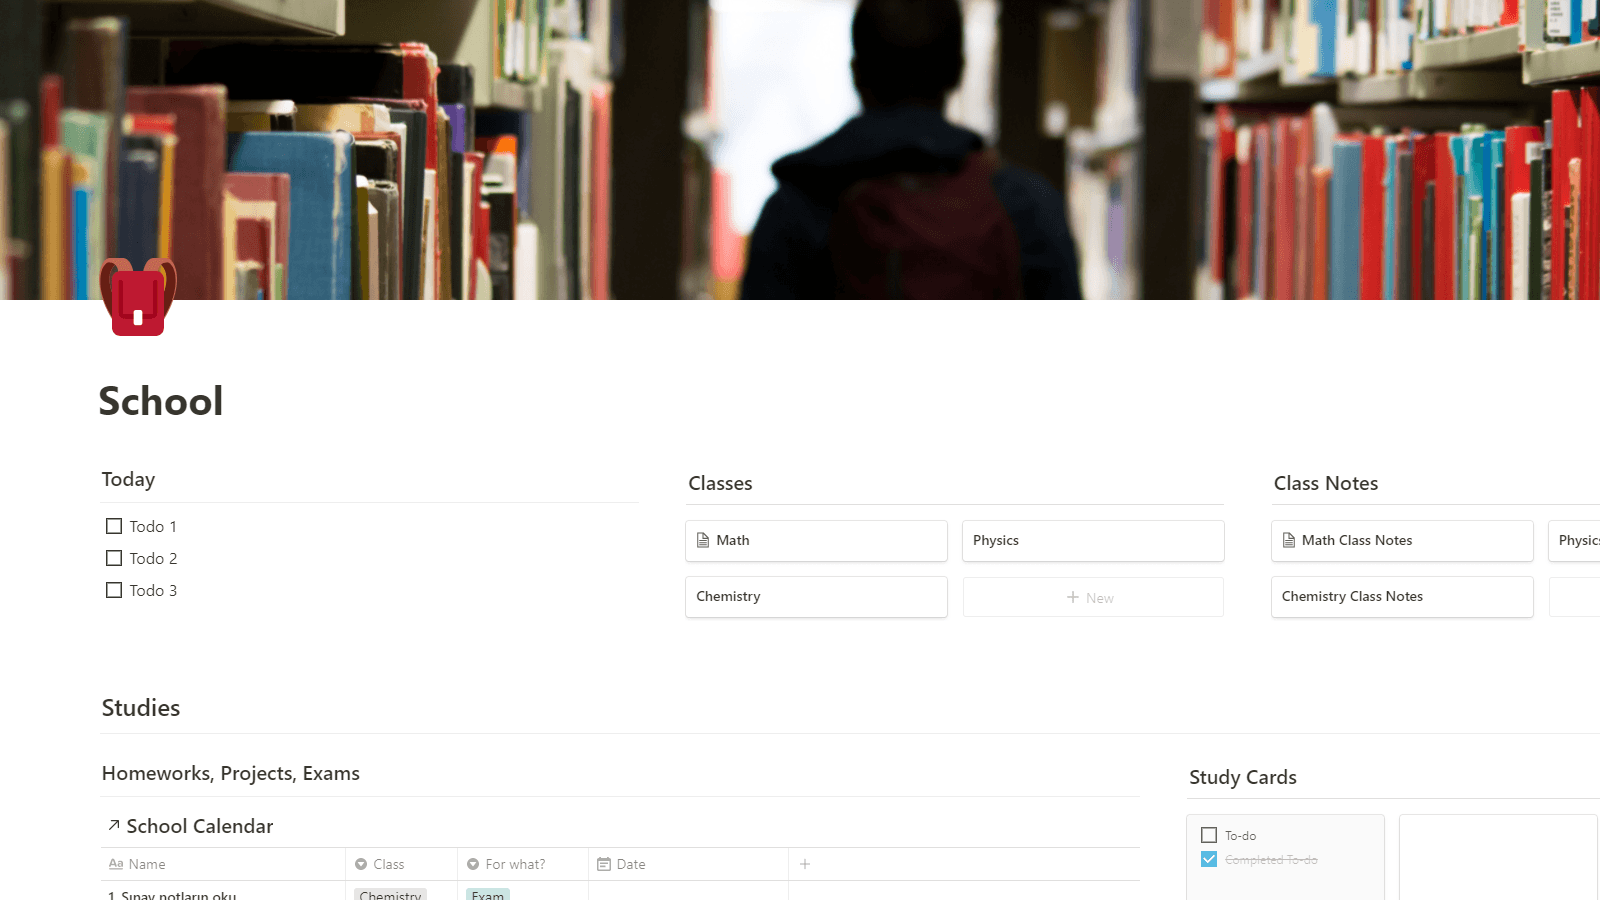 School
Today
Todo 1
Todo 2
Todo 3
Classes
Math
Physics
Chemistry
+ New
Class Notes
Math Class Notes
Physics
Chemistry Class Notes
Studies
Homeworks, Projects, Exams
↗ School Calendar
Aa Name Class For what? Date +
1. Sınav notların oku Chemistry Exam
Study Cards
To-do
Completed To-do